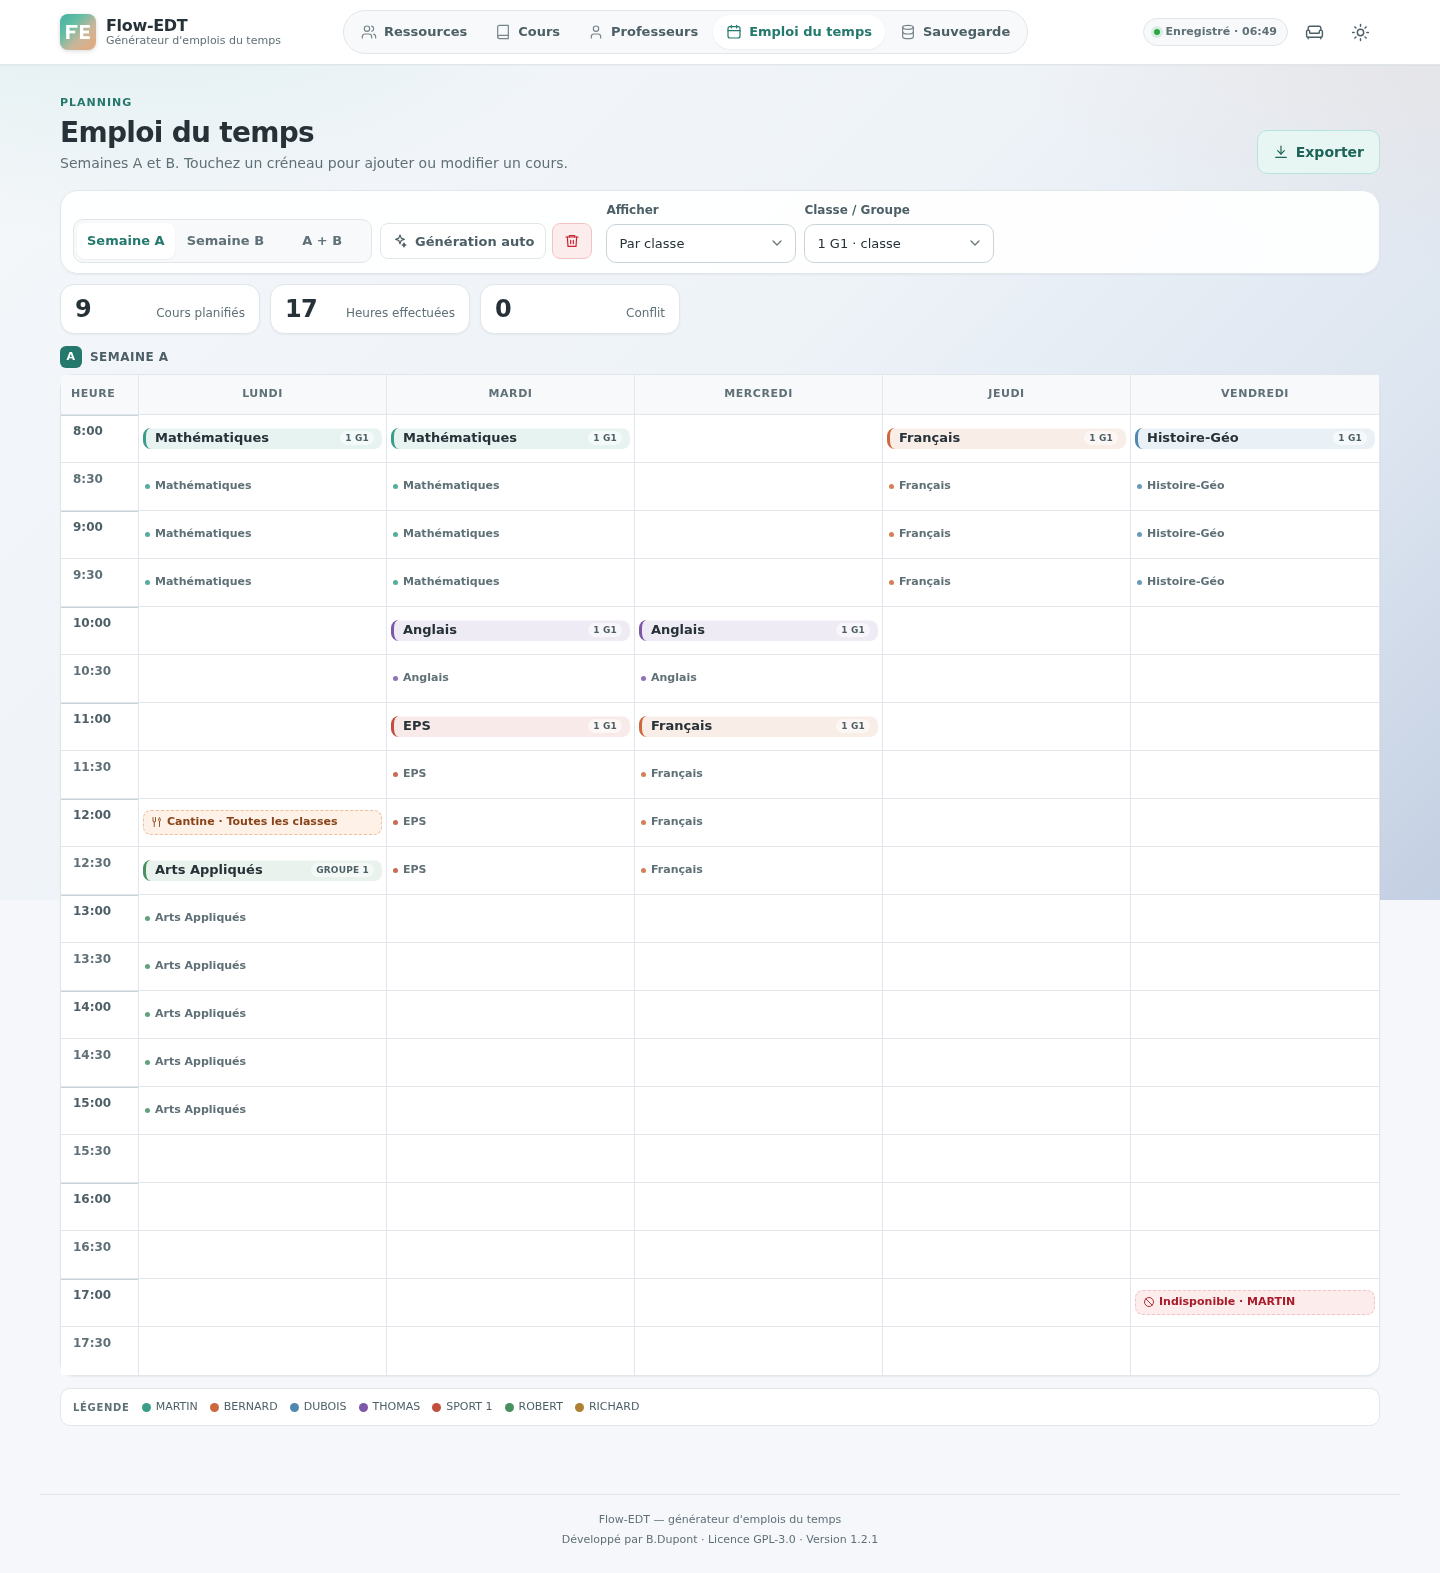 FE
Flow-EDT
Générateur d'emplois du temps
Ressources
Cours
Professeurs
Emploi du temps
Sauvegarde
Enregistré · 06:49
PLANNING
Emploi du temps
Semaines A et B. Touchez un créneau pour ajouter ou modifier un cours.
Exporter
Semaine A
Semaine B
A + B
Génération auto
Afficher
Par classe
Classe / Groupe
1 G1 · classe
9 Cours planifiés
17 Heures effectuées
0 Conflit
A SEMAINE A
HEURE LUNDI MARDI MERCREDI JEUDI VENDREDI
8:00 Mathématiques 1 G1 Mathématiques 1 G1 Français 1 G1 Histoire-Géo 1 G1
8:30 Mathématiques Mathématiques Français Histoire-Géo
9:00 Mathématiques Mathématiques Français Histoire-Géo
9:30 Mathématiques Mathématiques Français Histoire-Géo
10:00 Anglais 1 G1 Anglais 1 G1
10:30 Anglais Anglais
11:00 EPS 1 G1 Français 1 G1
11:30 EPS Français
12:00 Cantine · Toutes les classes EPS Français
12:30 Arts Appliqués GROUPE 1 EPS Français
13:00 Arts Appliqués
13:30 Arts Appliqués
14:00 Arts Appliqués
14:30 Arts Appliqués
15:00 Arts Appliqués
15:30
16:00
16:30
17:00 Indisponible · MARTIN
17:30
LÉGENDE MARTIN BERNARD DUBOIS THOMAS SPORT 1 ROBERT RICHARD
Flow-EDT — générateur d'emplois du temps
Développé par B.Dupont · Licence GPL-3.0 · Version 1.2.1